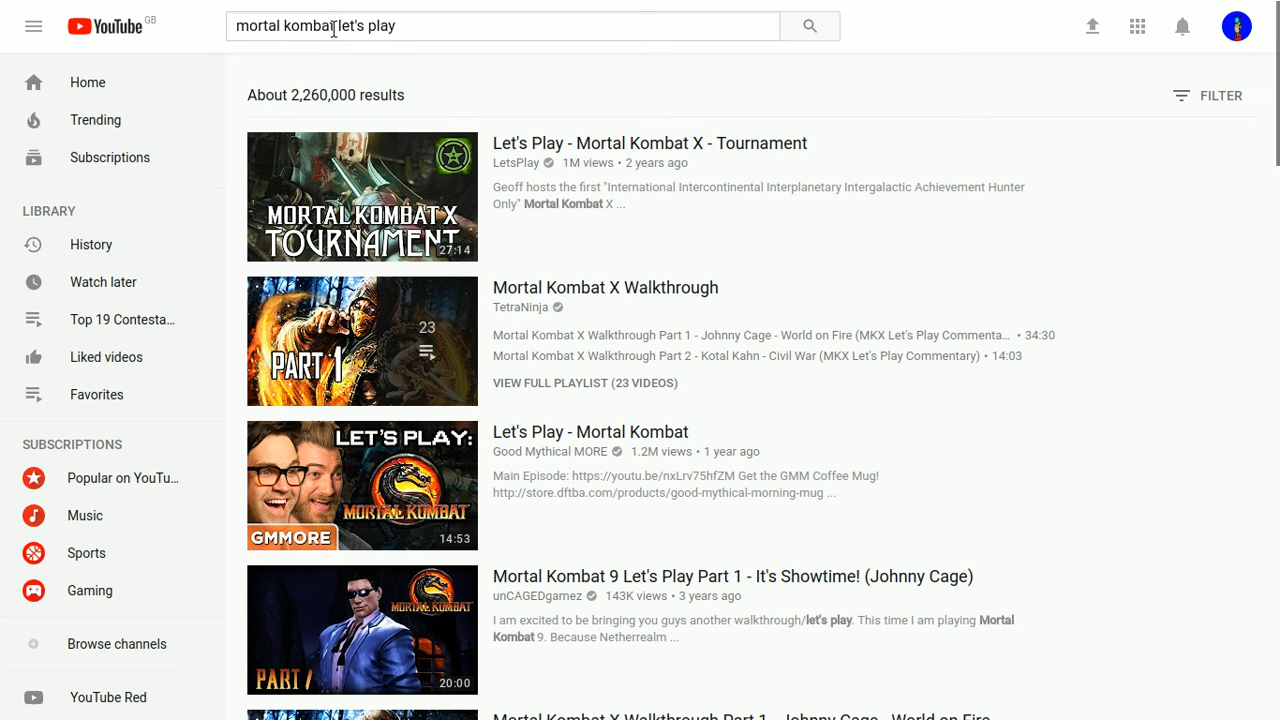 YouTube GB
mortal kombat let's play
Home
Trending
Subscriptions
LIBRARY
History
Watch later
Top 19 Contesta...
Liked videos
Favorites
SUBSCRIPTIONS
Popular on YouTu...
Music
Sports
Gaming
Browse channels
YouTube Red
About 2,260,000 results
FILTER
MORTAL KOMBAT X
TOURNAMENT
27:14
Let's Play - Mortal Kombat X - Tournament
LetsPlay 1M views • 2 years ago
Geoff hosts the first "International Intercontinental Interplanetary Intergalactic Achievement Hunter
Only" Mortal Kombat X ...
PART 1
23
Mortal Kombat X Walkthrough
TetraNinja
Mortal Kombat X Walkthrough Part 1 - Johnny Cage - World on Fire (MKX Let's Play Commenta... • 34:30
Mortal Kombat X Walkthrough Part 2 - Kotal Kahn - Civil War (MKX Let's Play Commentary) • 14:03
VIEW FULL PLAYLIST (23 VIDEOS)
LET'S PLAY:
MORTAL KOMBAT
GMMORE
14:53
Let's Play - Mortal Kombat
Good Mythical MORE 1.2M views • 1 year ago
Main Episode: https://youtu.be/nxLrv75hfZM Get the GMM Coffee Mug!
http://store.dftba.com/products/good-mythical-morning-mug ...
MORTAL KOMBAT
PART 1
20:00
Mortal Kombat 9 Let's Play Part 1 - It's Showtime! (Johnny Cage)
unCAGEDgamez 143K views • 3 years ago
I am excited to be bringing you guys another walkthrough/let's play. This time I am playing Mortal
Kombat 9. Because Netherrealm ...
Mortal Kombat X Walkthrough Part 1 - Johnny Cage - World on Fire